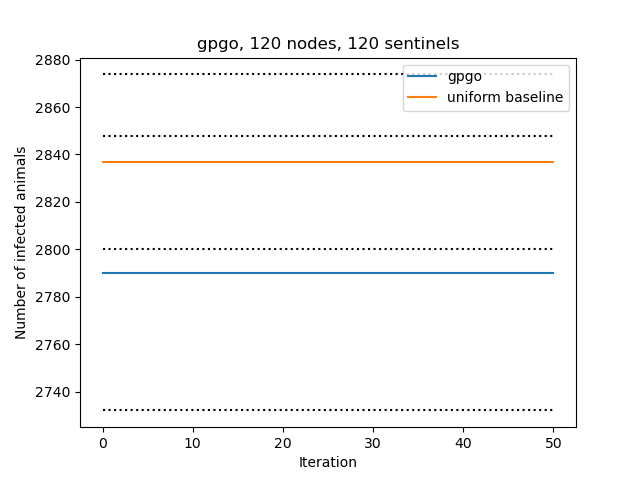 gpgo, 120 nodes, 120 sentinels
gpgo
uniform baseline
2880
2860
2840
2820
2800
2780
2760
2740
Number of infected animals
0 10 20 30 40 50
Iteration